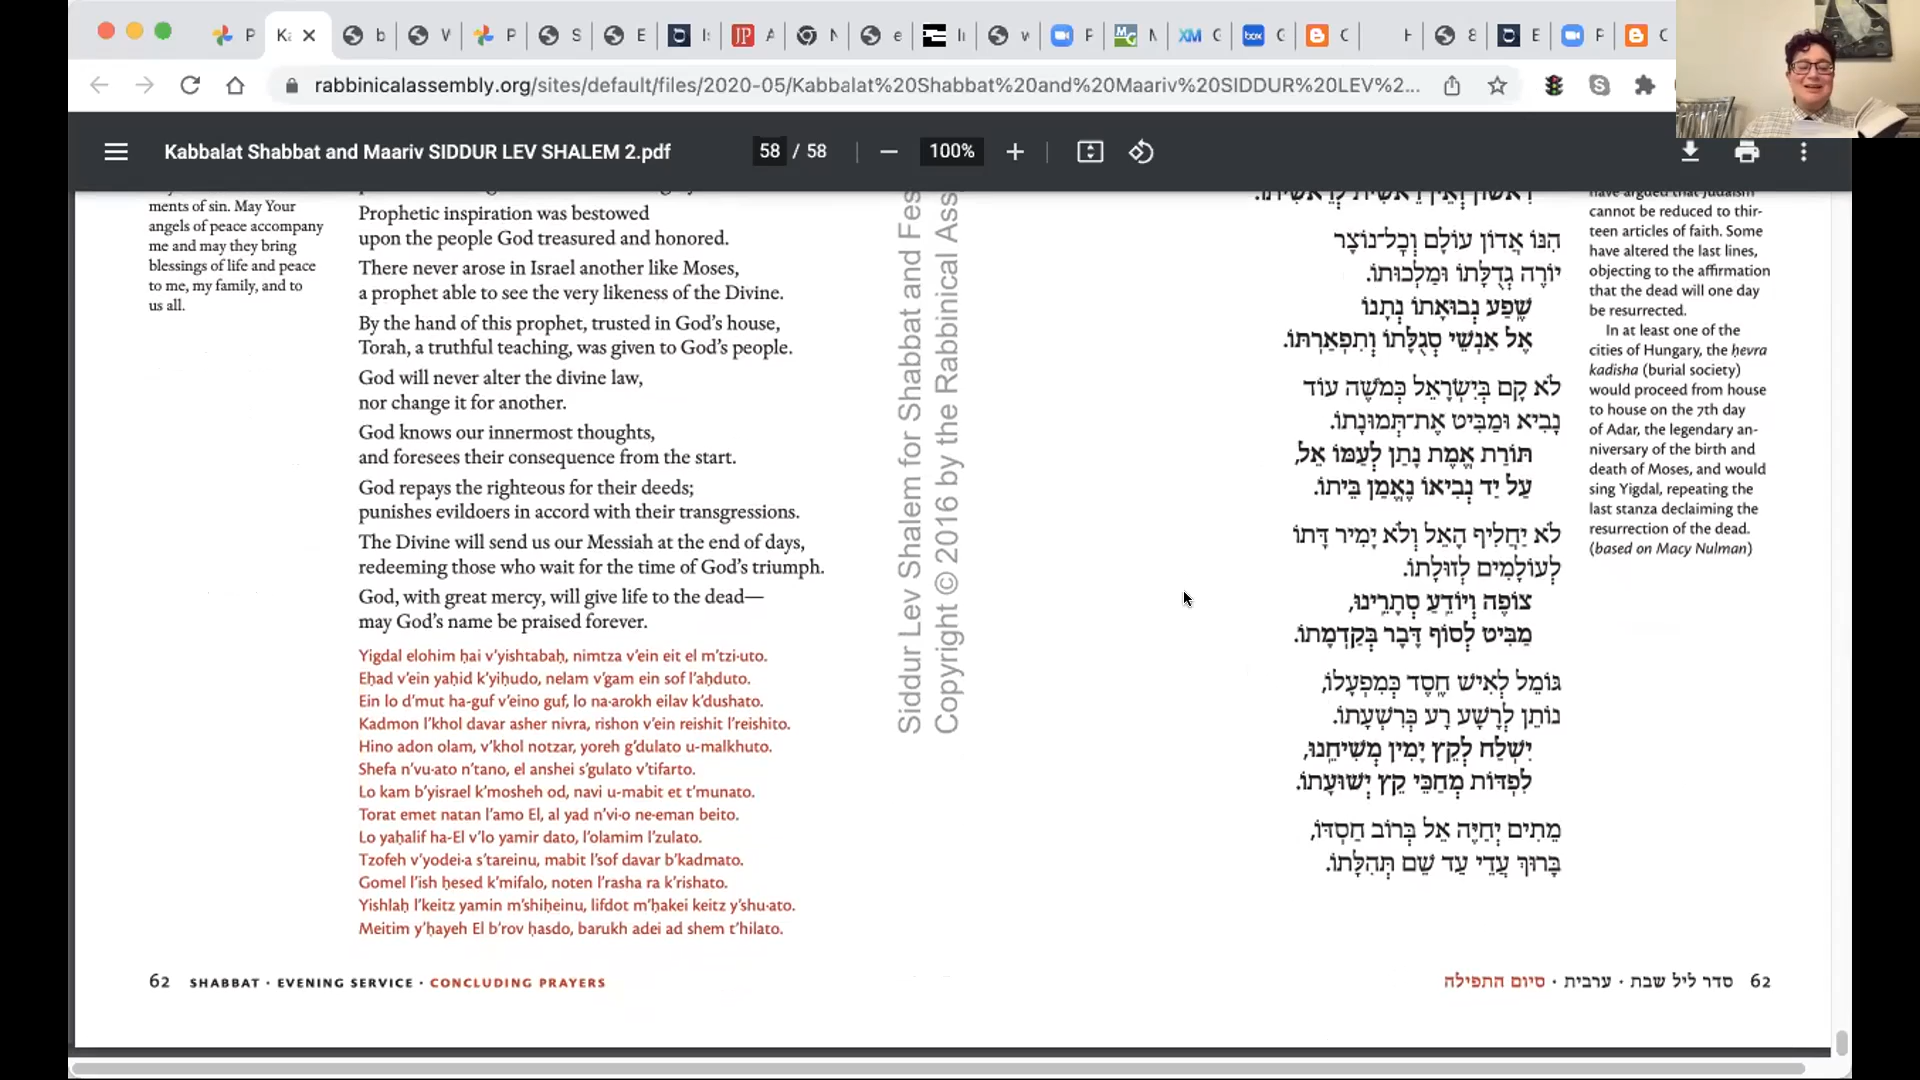 rabbinicalassembly.org/sites/default/files/2020-05/Kabbalat%20Shabbat%20and%20Maariv%20SIDDUR%20LEV%2...
Kabbalat Shabbat and Maariv SIDDUR LEV SHALEM 2.pdf
58 / 58
100%
ments of sin. May Your
angels of peace accompany
me and may they bring
blessings of life and peace
to me, my family, and to
us all.
Prophetic inspiration was bestowed
upon the people God treasured and honored.
There never arose in Israel another like Moses,
a prophet able to see the very likeness of the Divine.
By the hand of this prophet, trusted in God's house,
Torah, a truthful teaching, was given to God's people.
God will never alter the divine law,
nor change it for another.
God knows our innermost thoughts,
and foresees their consequence from the start.
God repays the righteous for their deeds;
punishes evildoers in accord with their transgressions.
The Divine will send us our Messiah at the end of days,
redeeming those who wait for the time of God's triumph.
God, with great mercy, will give life to the dead—
may God's name be praised forever.
Yigdal elohim ḥai v'yishtabaḥ, nimtza v'ein eit el m'tzi·uto.
Eḥad v'ein yaḥid k'yiḥudo, nelam v'gam ein sof l'aḥduto.
Ein lo d'mut ha-guf v'eino guf, lo na·arokh eilav k'dushato.
Kadmon l'khol davar asher nivra, rishon v'ein reishit l'reishito.
Hino adon olam, v'khol notzar, yoreh g'dulato u-malkhuto.
Shefa n'vu·ato n'tano, el anshei s'gulato v'tifarto.
Lo kam b'yisrael k'mosheh od, navi u-mabit et t'munato.
Torat emet natan l'amo El, al yad n'vi·o ne·eman beito.
Lo yaḥalif ha-El v'lo yamir dato, l'olamim l'zulato.
Tzofeh v'yodei·a s'tareinu, mabit l'sof davar b'kadmato.
Gomel l'ish ḥesed k'mifalo, noten l'rasha ra k'rishato.
Yishlaḥ l'keitz yamin m'shiḥeinu, lifdot m'ḥakei keitz y'shu·ato.
Meitim y'ḥayeh El b'rov ḥasdo, barukh adei ad shem t'hilato.
62 SHABBAT · EVENING SERVICE · CONCLUDING PRAYERS
Siddur Lev Shalem for Shabbat and Fes
Copyright © 2016 by the Rabbinical Ass
רִאשׁוֹן וְאֵין רֵאשִׁית לְרֵאשִׁיתוֹ.
הִנּוֹ אֲדוֹן עוֹלָם וְכׇל־נוֹצָר
יוֹרֶה גְדֻלָּתוֹ וּמַלְכוּתוֹ.
שֶׁפַע נְבוּאָתוֹ נְתָנוֹ
אֶל אַנְשֵׁי סְגֻלָּתוֹ וְתִפְאַרְתּוֹ.
לֹא קָם בְּיִשְׂרָאֵל כְּמֹשֶׁה עוֹד
נָבִיא וּמַבִּיט אֶת־תְּמוּנָתוֹ.
תּוֹרַת אֱמֶת נָתַן לְעַמּוֹ אֵל,
עַל יַד נְבִיאוֹ נֶאֱמַן בֵּיתוֹ.
לֹא יַחֲלִיף הָאֵל וְלֹא יָמִיר דָּתוֹ
לְעוֹלָמִים לְזוּלָתוֹ.
צוֹפֶה וְיוֹדֵעַ סְתָרֵינוּ,
מַבִּיט לְסוֹף דָּבָר בְּקַדְמָתוֹ.
גּוֹמֵל לְאִישׁ חֶסֶד כְּמִפְעָלוֹ,
נוֹתֵן לְרָשָׁע רָע כְּרִשְׁעָתוֹ.
יִשְׁלַח לְקֵץ יָמִין מְשִׁיחֵנוּ,
לִפְדּוֹת מְחַכֵּי קֵץ יְשׁוּעָתוֹ.
מֵתִים יְחַיֶּה אֵל בְּרוֹב חַסְדּוֹ,
בָּרוּךְ עֲדֵי עַד שֵׁם תְּהִלָּתוֹ.
have argued that Judaism
cannot be reduced to thir-
teen articles of faith. Some
have altered the last lines,
objecting to the affirmation
that the dead will one day
be resurrected.
In at least one of the
cities of Hungary, the ḥevra
kadisha (burial society)
would proceed from house
to house on the 7th day
of Adar, the legendary an-
niversary of the birth and
death of Moses, and would
sing Yigdal, repeating the
last stanza declaiming the
resurrection of the dead.
(based on Macy Nulman)
סדר ליל שבת · ערבית · סיום התפילה 62